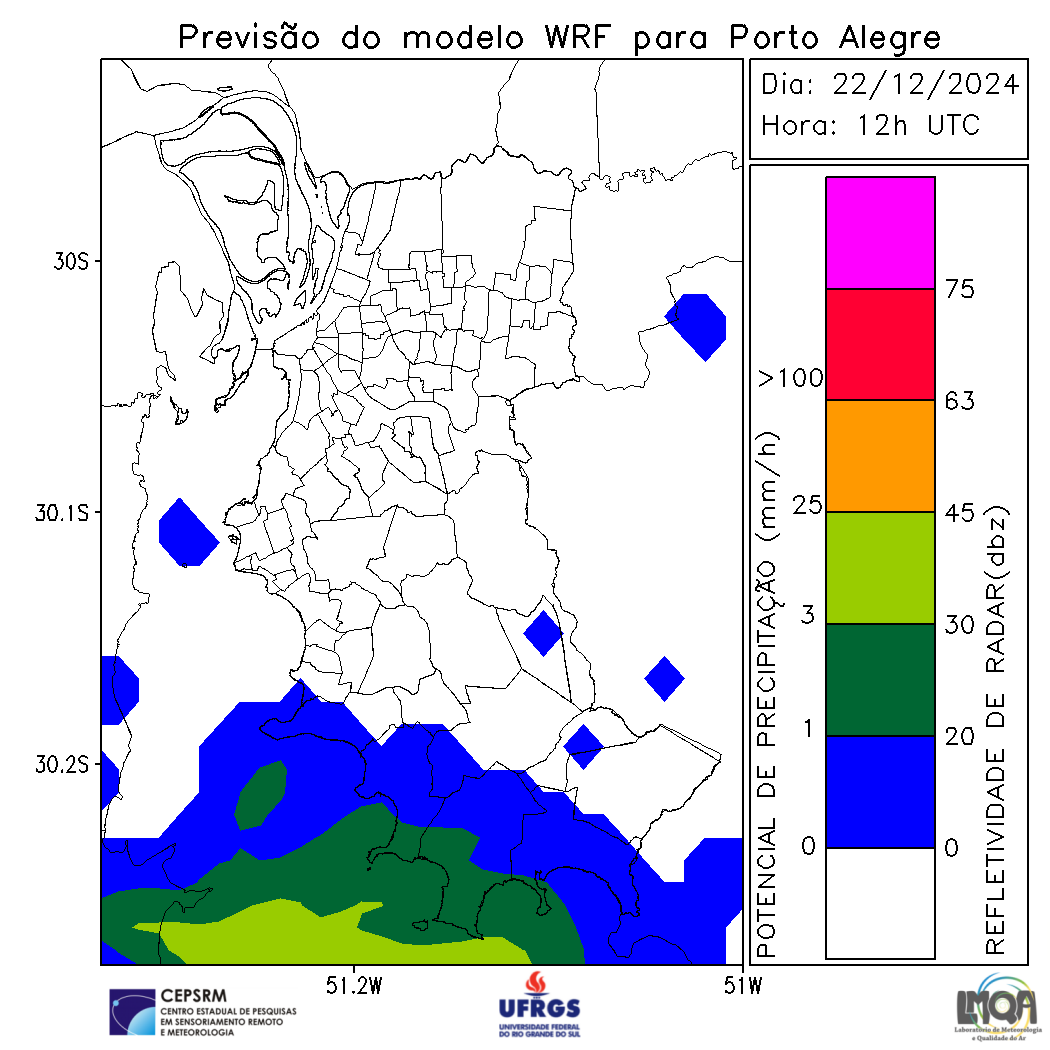 Previsão do modelo WRF para Porto Alegre
Dia: 22/12/2024
Hora: 12h UTC
30S
30.1S
30.2S
51.2W
51W
POTENCIAL DE PRECIPITAÇÃO (mm/h)
>100
25
3
1
0
75
63
45
30
20
0
REFLETIVIDADE DE RADAR(dbz)
CEPSRM
CENTRO ESTADUAL DE PESQUISAS
EM SENSORIAMENTO REMOTO
E METEOROLOGIA
UFRGS
UNIVERSIDADE FEDERAL
DO RIO GRANDE DO SUL
LMQA
Laboratório de Meteorologia
e Qualidade do Ar